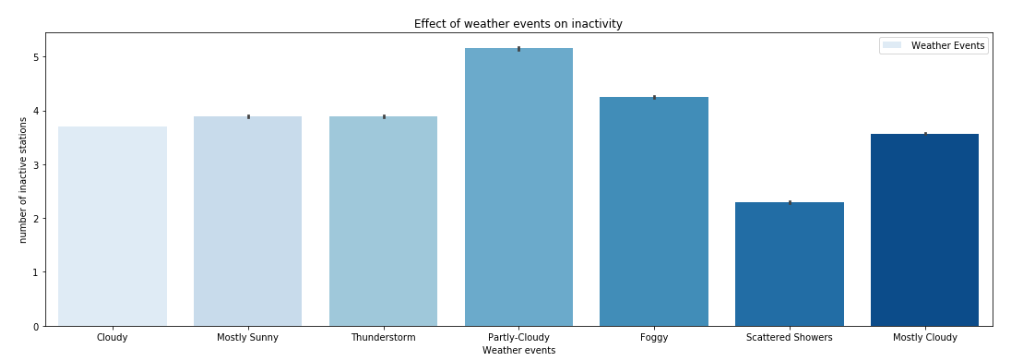 Effect of weather events on inactivity
Weather Events
number of inactive stations
5
4
3
2
1
0
Cloudy Mostly Sunny Thunderstorm Partly-Cloudy Foggy Scattered Showers Mostly Cloudy
Weather events